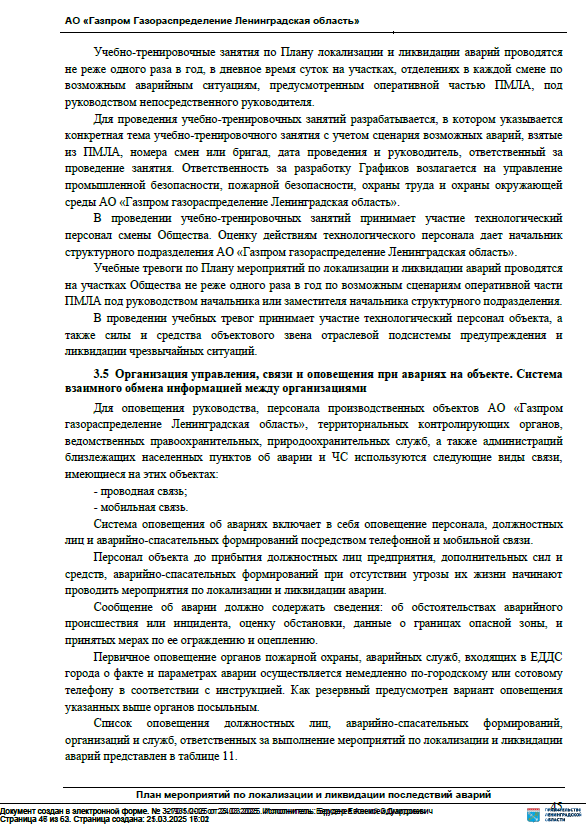 АО «Газпром Газораспределение Ленинградская область»
Учебно-тренировочные занятия по Плану локализации и ликвидации аварий проводятся
не реже одного раза в год, в дневное время суток на участках, отделениях в каждой смене по
возможным аварийным ситуациям, предусмотренным оперативной частью ПМЛА, под
руководством непосредственного руководителя.
Для проведения учебно-тренировочных занятий разрабатывается, в котором указывается
конкретная тема учебно-тренировочного занятия с учетом сценария возможных аварий, взятые
из ПМЛА, номера смен или бригад, дата проведения и руководитель, ответственный за
проведение занятия. Ответственность за разработку Графиков возлагается на управление
промышленной безопасности, пожарной безопасности, охраны труда и охраны окружающей
среды АО «Газпром газораспределение Ленинградская область».
В проведении учебно-тренировочных занятий принимает участие технологический
персонал смены Общества. Оценку действиям технологического персонала дает начальник
структурного подразделения АО «Газпром газораспределение Ленинградская область».
Учебные тревоги по Плану мероприятий по локализации и ликвидации аварий проводятся
на участках Общества не реже одного раза в год по возможным сценариям оперативной части
ПМЛА под руководством начальника или заместителя начальника структурного подразделения.
В проведении учебных тревог принимает участие технологический персонал объекта, а
также силы и средства объектового звена отраслевой подсистемы предупреждения и
ликвидации чрезвычайных ситуаций.
3.5 Организация управления, связи и оповещения при авариях на объекте. Система
взаимного обмена информацией между организациями
Для оповещения руководства, персонала производственных объектов АО «Газпром
газораспределение Ленинградская область», территориальных контролирующих органов,
ведомственных правоохранительных, природоохранительных служб, а также администраций
близлежащих населенных пунктов об аварии и ЧС используются следующие виды связи,
имеющиеся на этих объектах:
- проводная связь;
- мобильная связь.
Система оповещения об авариях включает в себя оповещение персонала, должностных
лиц и аварийно-спасательных формирований посредством телефонной и мобильной связи.
Персонал объекта до прибытия должностных лиц предприятия, дополнительных сил и
средств, аварийно-спасательных формирований при отсутствии угрозы их жизни начинают
проводить мероприятия по локализации и ликвидации аварии.
Сообщение об аварии должно содержать сведения: об обстоятельствах аварийного
происшествия или инцидента, оценку обстановки, данные о границах опасной зоны, и
принятых мерах по ее ограждению и оцеплению.
Первичное оповещение органов пожарной охраны, аварийных служб, входящих в ЕДДС
города о факте и параметрах аварии осуществляется немедленно по-городскому или сотовому
телефону в соответствии с инструкцией. Как резервный предусмотрен вариант оповещения
указанных выше органов посыльным.
Список оповещения должностных лиц, аварийно-спасательных формирований,
организаций и служб, ответственных за выполнение мероприятий по локализации и ликвидации
аварий представлен в таблице 11.
План мероприятий по локализации и ликвидации последствий аварий
45
Документ создан в электронной форме. № Исполнитель:
Страница из Страница создана:
ПРАВИТЕЛЬСТВО
ЛЕНИНГРАДСКОЙ
ОБЛАСТИ